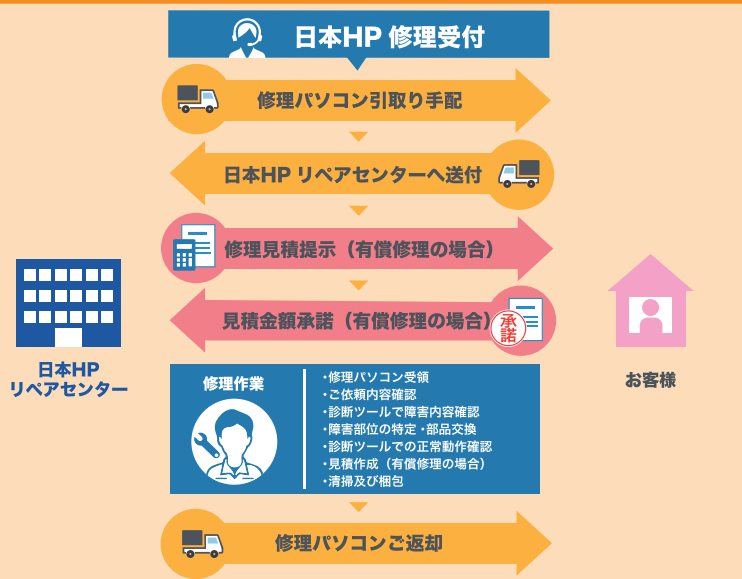 日本HP 修理受付
修理パソコン引取り手配
日本HP リペアセンターへ送付
修理見積提示（有償修理の場合）
見積金額承諾（有償修理の場合）
承諾
日本HP
リペアセンター
お客様
修理作業
・修理パソコン受領
・ご依頼内容確認
・診断ツールで障害内容確認
・障害部位の特定・部品交換
・診断ツールでの正常動作確認
・見積作成（有償修理の場合）
・清掃及び梱包
修理パソコンご返却